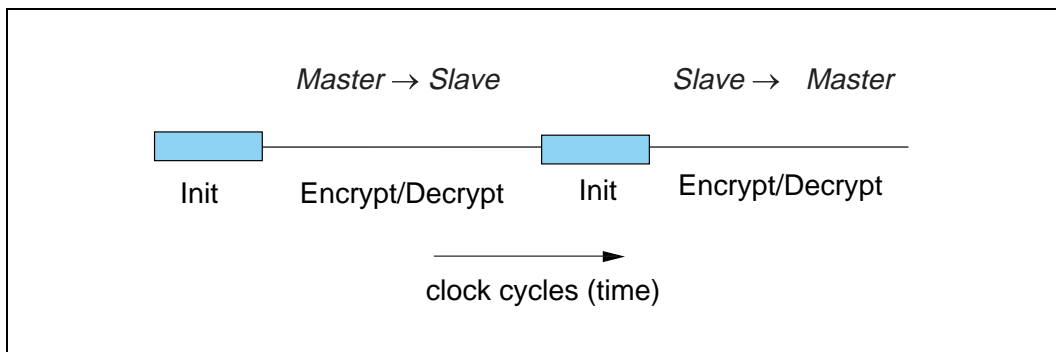 Master → Slave Slave → Master
Init Encrypt/Decrypt Init Encrypt/Decrypt
clock cycles (time)